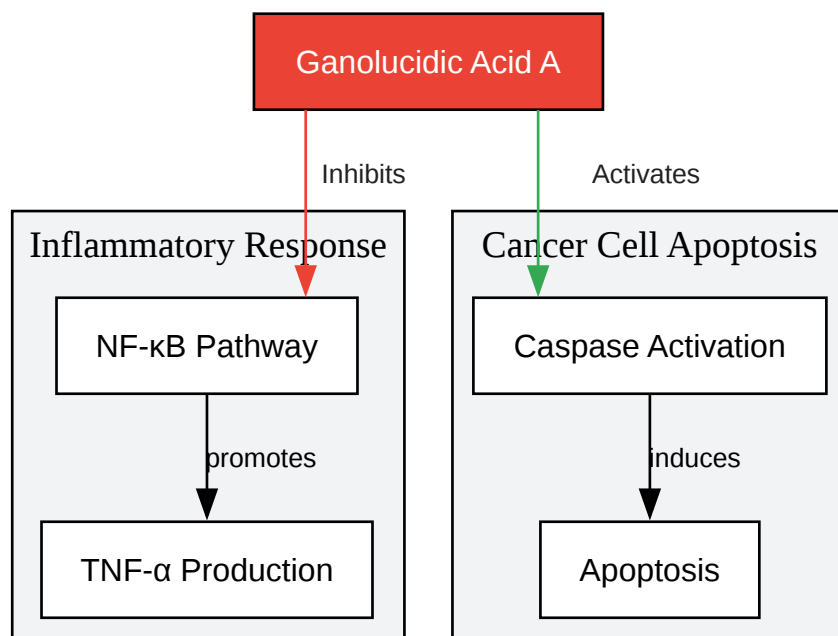 Ganolucidic Acid A
Inhibits
Activates
Inflammatory Response
Cancer Cell Apoptosis
NF-κB Pathway
Caspase Activation
promotes
induces
TNF-α Production
Apoptosis